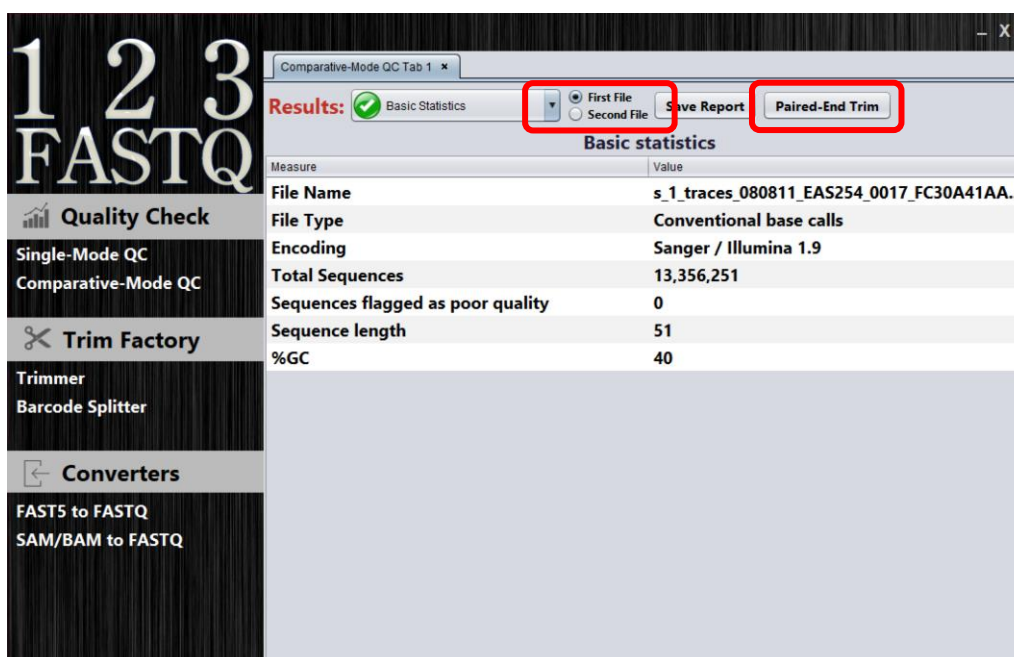 1 2 3
FASTQ
Quality Check
Single-Mode QC
Comparative-Mode QC
Trim Factory
Trimmer
Barcode Splitter
Converters
FAST5 to FASTQ
SAM/BAM to FASTQ
– X
Comparative-Mode QC Tab 1 ×
Results: Basic Statistics First File Save Report Paired-End Trim
Second File
Basic statistics
Measure Value
File Name s_1_traces_080811_EAS254_0017_FC30A41AA..
File Type Conventional base calls
Encoding Sanger / Illumina 1.9
Total Sequences 13,356,251
Sequences flagged as poor quality 0
Sequence length 51
%GC 40